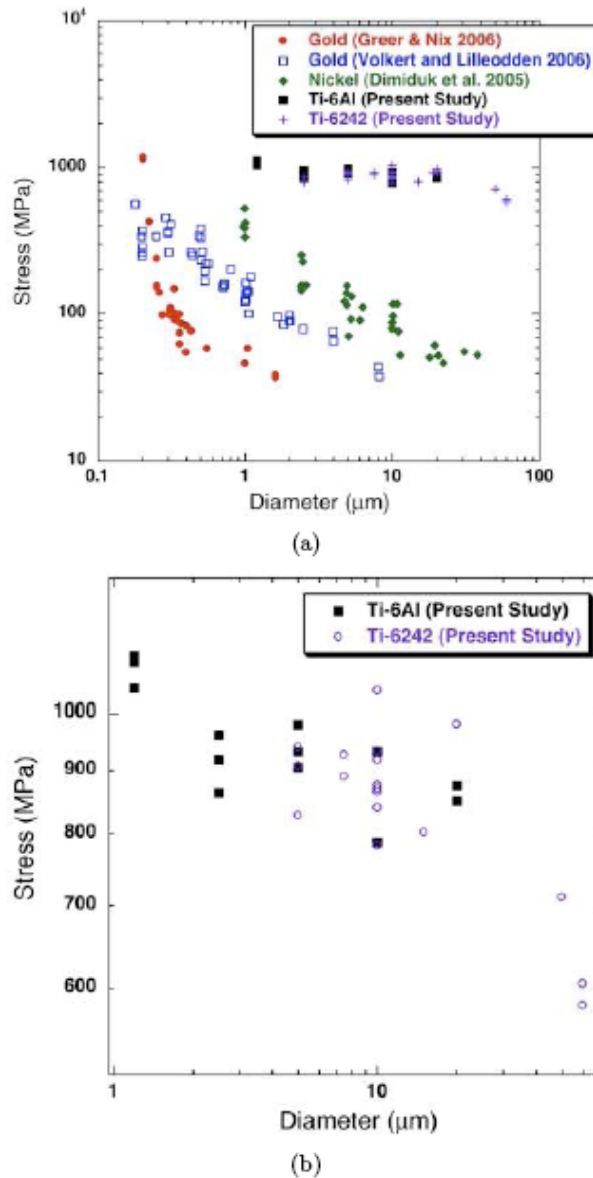 10⁴
Gold (Greer & Nix 2006)
Gold (Volkert and Lilleodden 2006)
Nickel (Dimiduk et al. 2005)
Ti-6Al (Present Study)
Ti-6242 (Present Study)
1000
100
10
Stress (MPa)
0.1
1
10
100
Diameter (μm)
(a)
Ti-6Al (Present Study)
Ti-6242 (Present Study)
1000
900
800
700
600
Stress (MPa)
1
10
Diameter (μm)
(b)